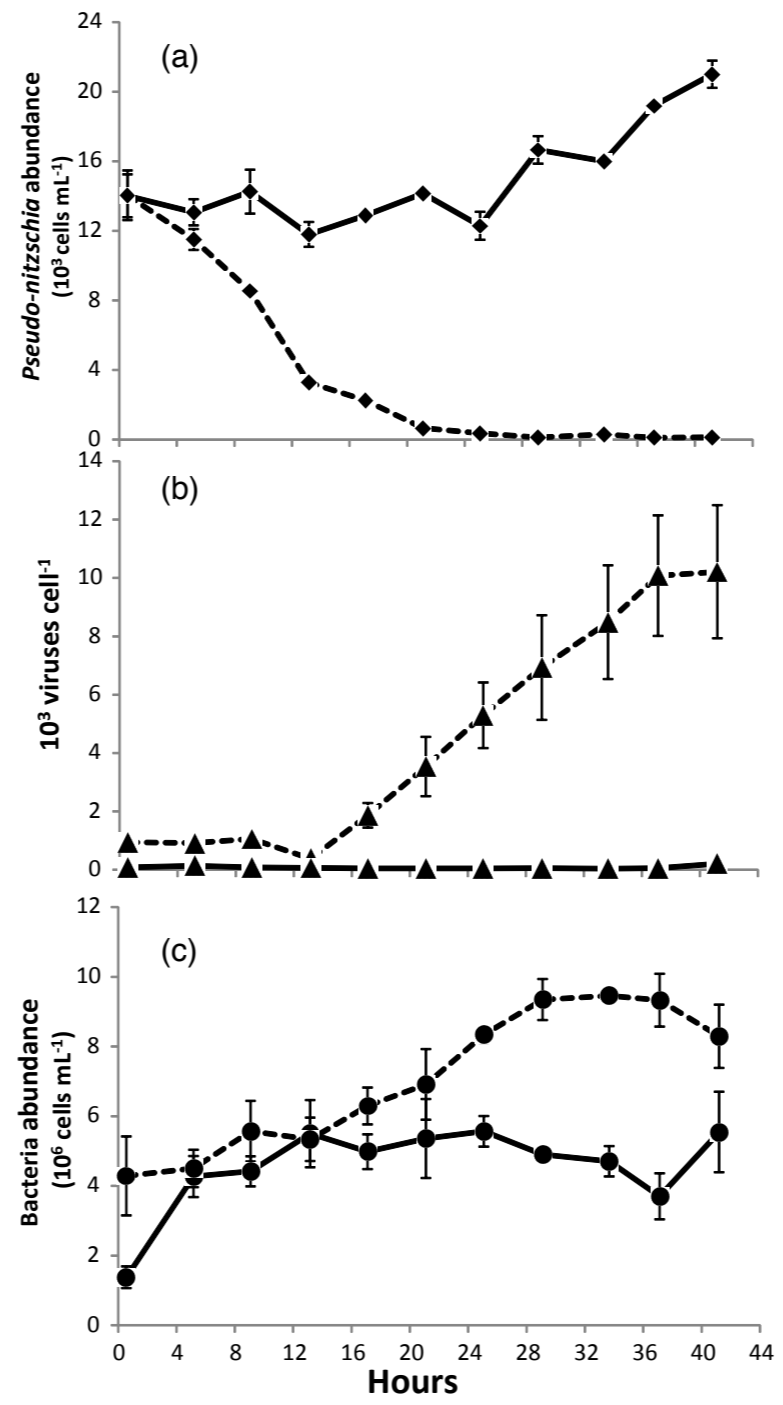 (a)
Pseudo-nitzschia abundance
(10³ cells mL⁻¹)
24
20
16
12
8
4
0
(b)
10³ viruses cell⁻¹
14
12
10
8
6
4
2
0
(c)
Bacteria abundance
(10⁶ cells mL⁻¹)
12
10
8
6
4
2
0
0 4 8 12 16 20 24 28 32 36 40 44
Hours